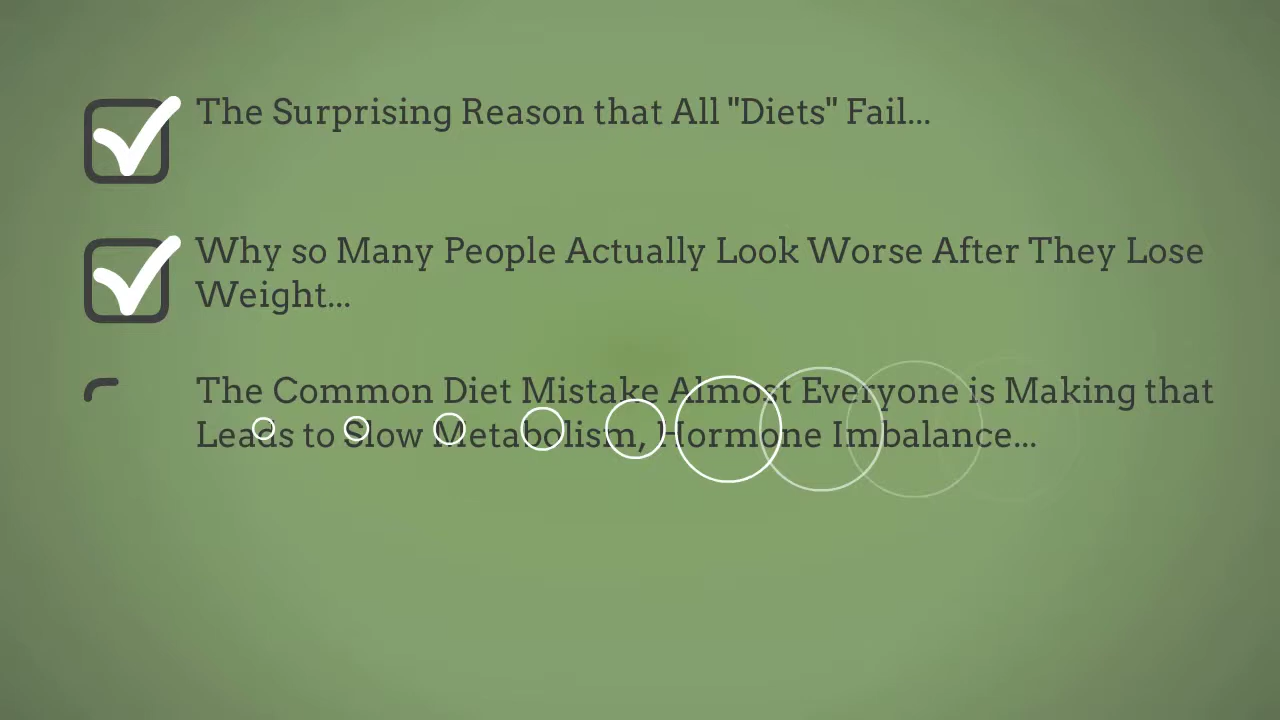 The Surprising Reason that All "Diets" Fail...
Why so Many People Actually Look Worse After They Lose
Weight...
The Common Diet Mistake Almost Everyone is Making that
Leads to Slow Metabolism, Hormone Imbalance...